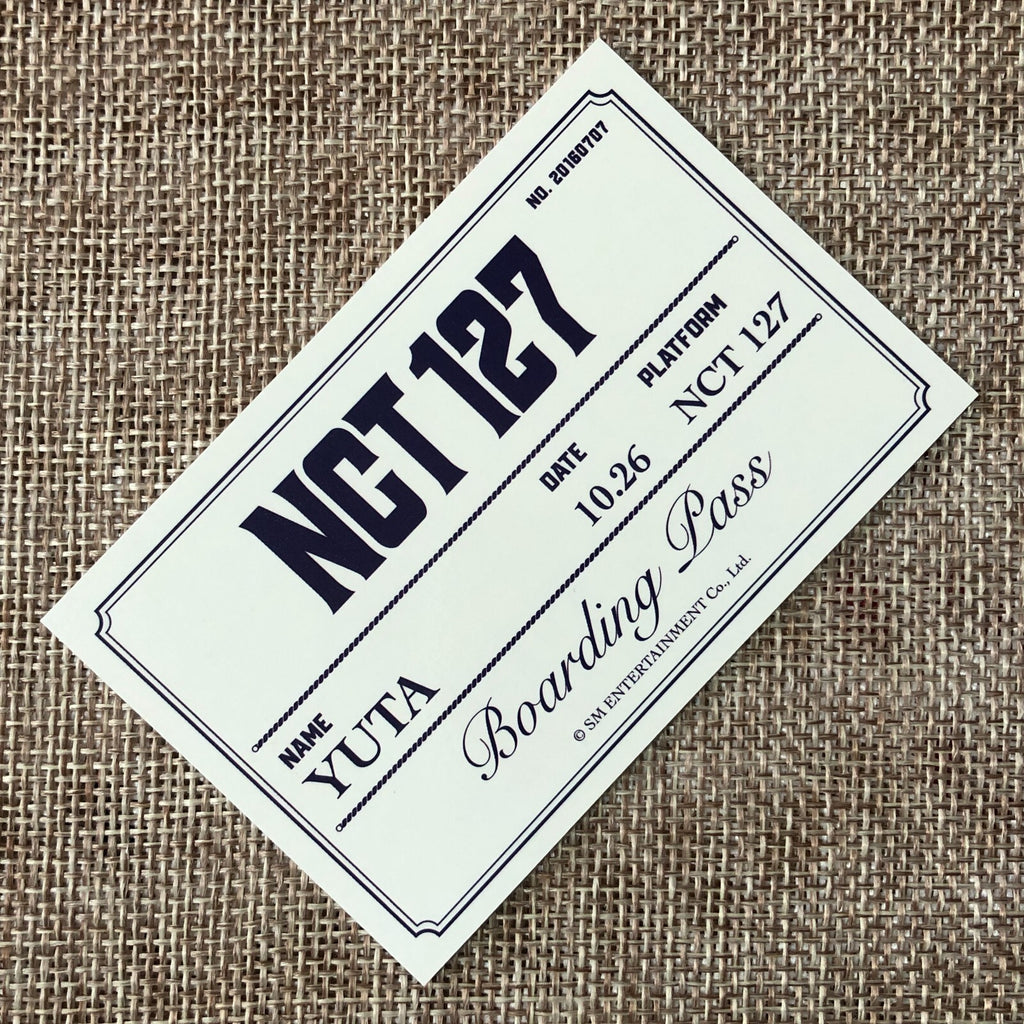 NO. 20160707
NCT 127
NAME DATE PLATFORM
YUTA 10.26 NCT 127
Boarding Pass
© SM ENTERTAINMENT Co., Ltd.